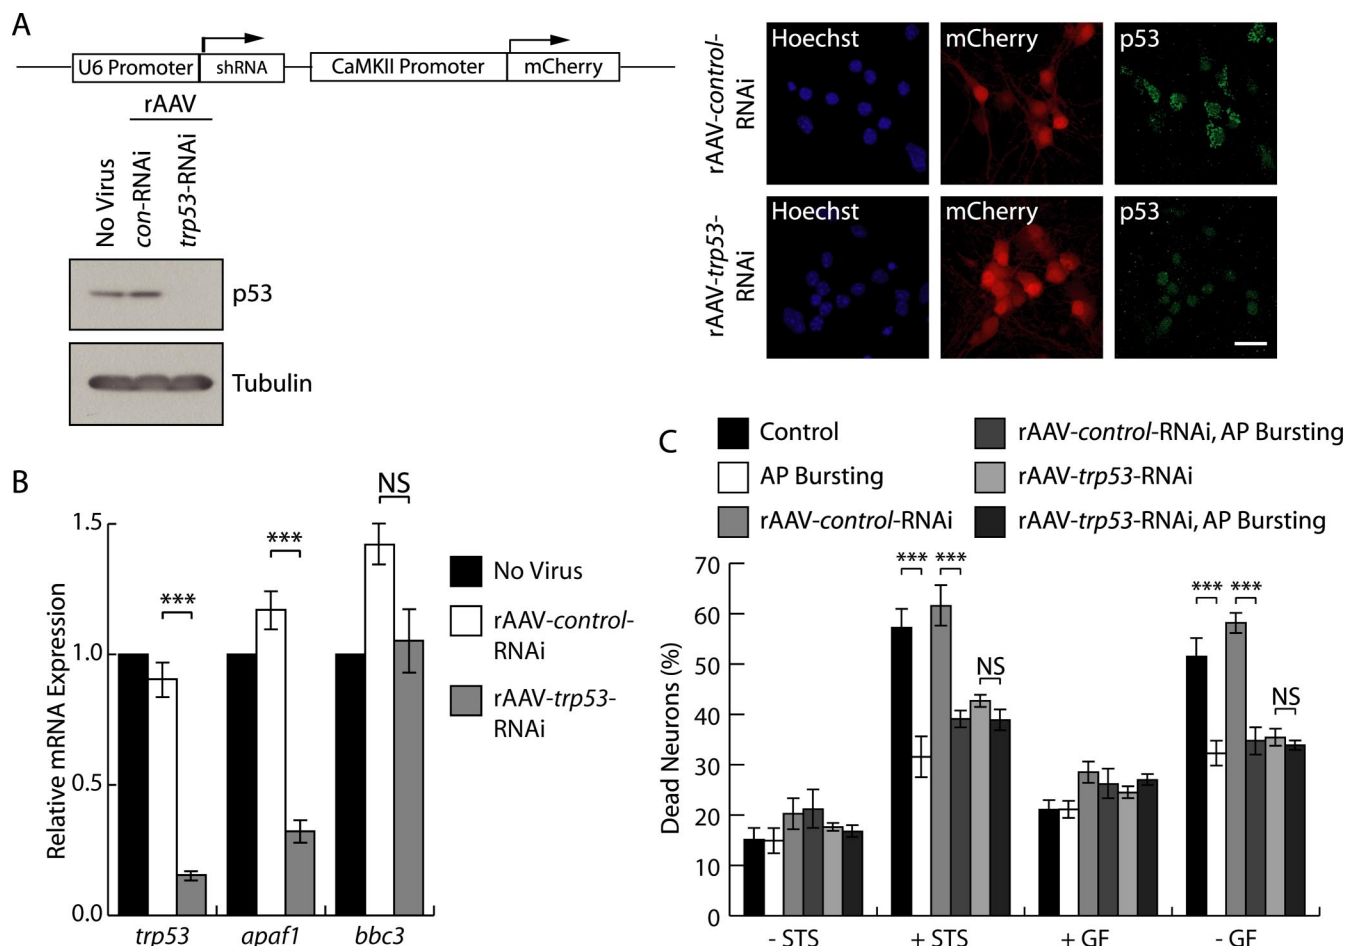 A
U6 Promoter
shRNA
CaMKII Promoter
mCherry
rAAV
No Virus
con-RNAi
trp53-RNAi
p53
Tubulin
rAAV-control-
RNAi
Hoechst
mCherry
p53
rAAV-trp53-
RNAi
Hoechst
mCherry
p53
B
Relative mRNA Expression
1.5
1.0
0.5
0.0
***
***
NS
trp53
apaf1
bbc3
No Virus
rAAV-control-
RNAi
rAAV-trp53-
RNAi
C
Control
AP Bursting
rAAV-control-RNAi
rAAV-control-RNAi, AP Bursting
rAAV-trp53-RNAi
rAAV-trp53-RNAi, AP Bursting
Dead Neurons (%)
70
60
50
40
30
20
10
0
***
***
NS
***
***
NS
- STS
+ STS
+ GF
- GF